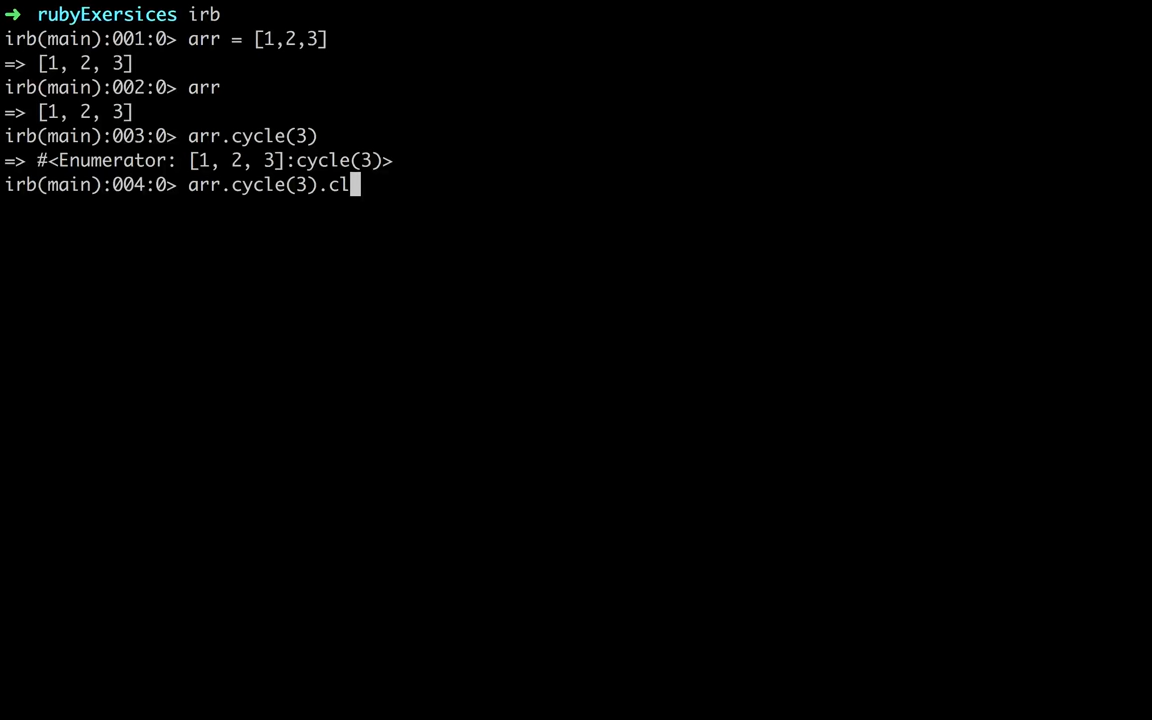 ➜  rubyExersices irb
irb(main):001:0> arr = [1,2,3]
=> [1, 2, 3]
irb(main):002:0> arr
=> [1, 2, 3]
irb(main):003:0> arr.cycle(3)
=> #<Enumerator: [1, 2, 3]:cycle(3)>
irb(main):004:0> arr.cycle(3).cl